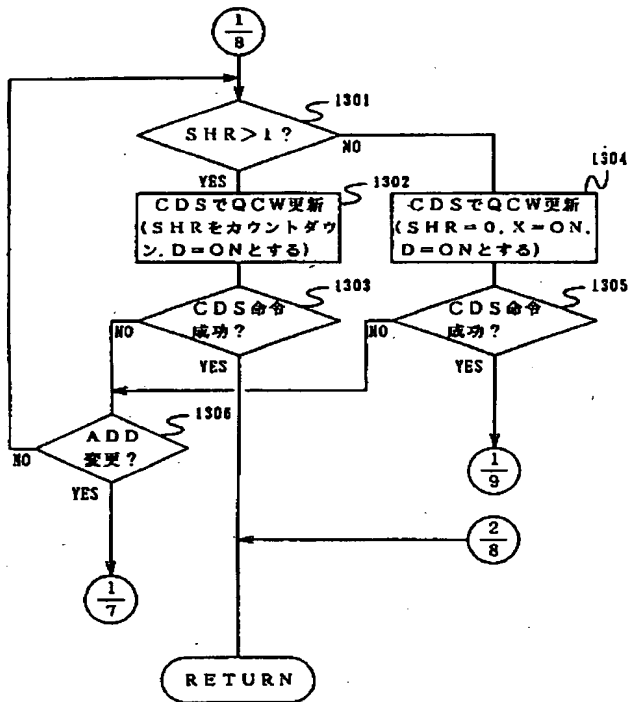 1
8
1301
SHR>1?
NO
YES
1302
1304
CDSでQCW更新
(SHRをカウントダウ
ン, D=ONとする)
CDSでQCW更新
(SHR=0, X=ON,
D=ONとする)
1303
1305
CDS命令
成功?
NO
YES
CDS命令
成功?
NO
YES
1306
ADD
変更?
NO
YES
1
9
2
8
1
7
RETURN